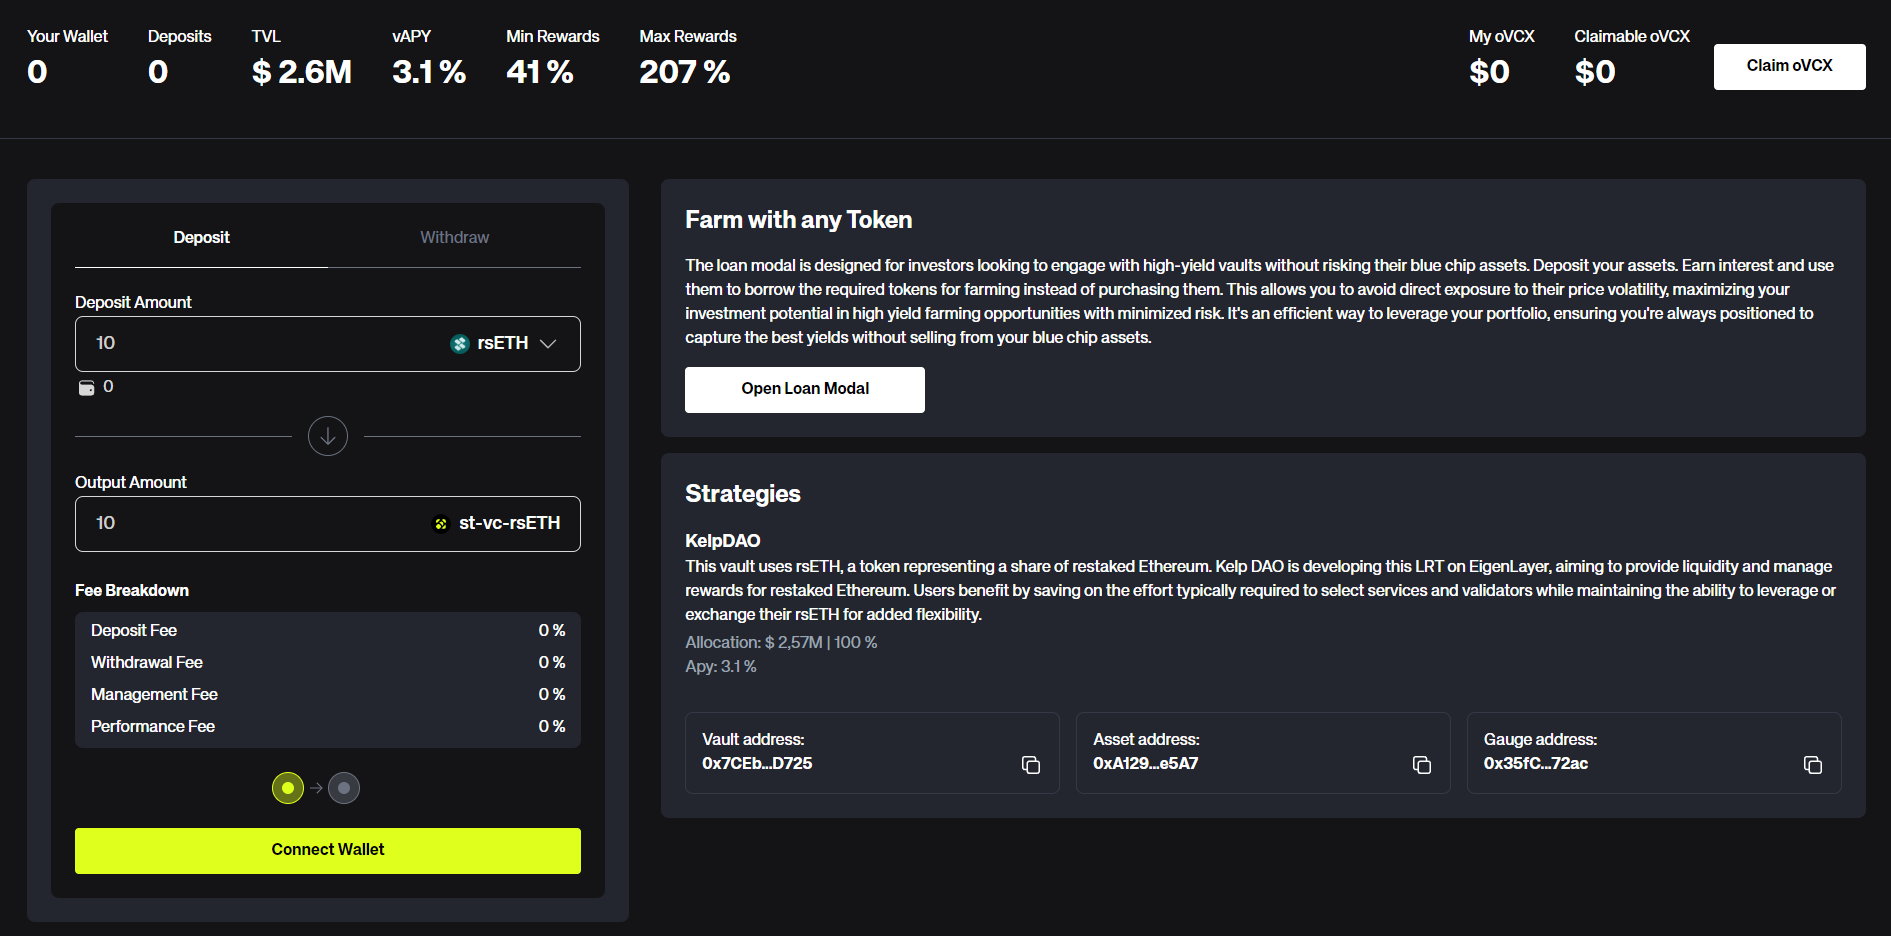 Your Wallet
0
Deposits
0
TVL
$ 2.6M
vAPY
3.1 %
Min Rewards
41 %
Max Rewards
207 %
My oVCX
$0
Claimable oVCX
$0
Claim oVCX
Deposit
Withdraw
Deposit Amount
10
rsETH
0
Output Amount
10
st-vc-rsETH
Fee Breakdown
Deposit Fee 0 %
Withdrawal Fee 0 %
Management Fee 0 %
Performance Fee 0 %
Connect Wallet
Farm with any Token
The loan modal is designed for investors looking to engage with high-yield vaults without risking their blue chip assets. Deposit your assets. Earn interest and use
them to borrow the required tokens for farming instead of purchasing them. This allows you to avoid direct exposure to their price volatility, maximizing your
investment potential in high yield farming opportunities with minimized risk. It's an efficient way to leverage your portfolio, ensuring you're always positioned to
capture the best yields without selling from your blue chip assets.
Open Loan Modal
Strategies
KelpDAO
This vault uses rsETH, a token representing a share of restaked Ethereum. Kelp DAO is developing this LRT on EigenLayer, aiming to provide liquidity and manage
rewards for restaked Ethereum. Users benefit by saving on the effort typically required to select services and validators while maintaining the ability to leverage or
exchange their rsETH for added flexibility.
Allocation: $ 2,57M | 100 %
Apy: 3.1 %
Vault address:
0x7CEb...D725
Asset address:
0xA129...e5A7
Gauge address:
0x35fC...72ac